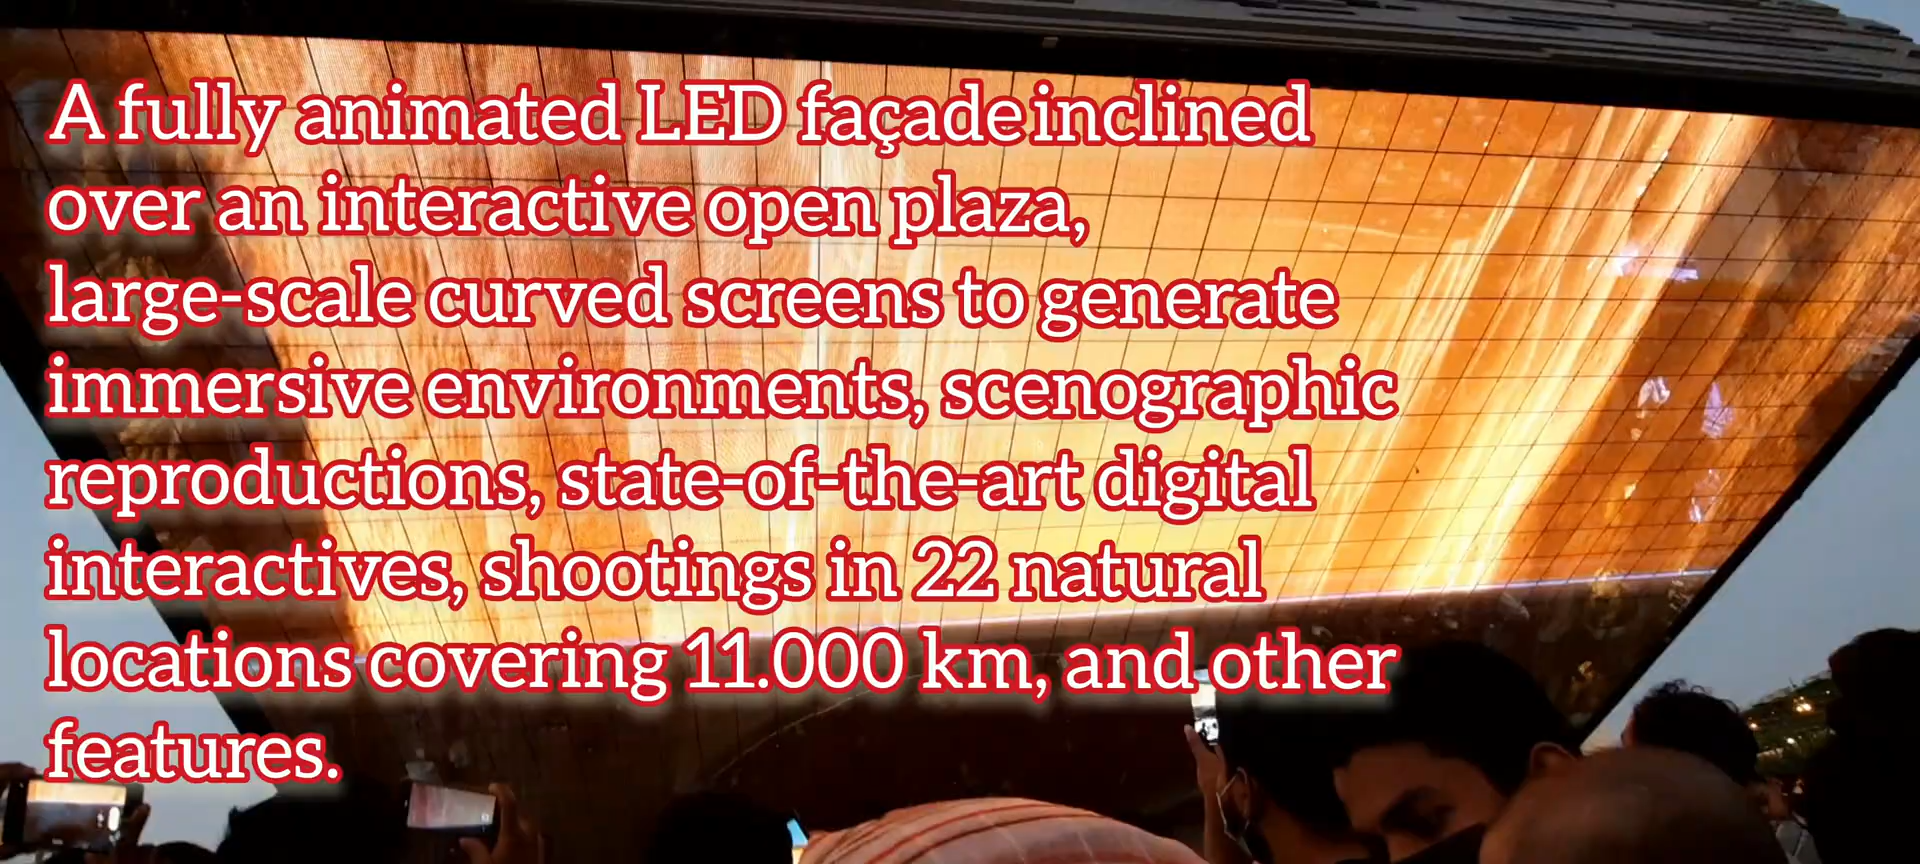 A fully animated LED façade inclined
over an interactive open plaza,
large-scale curved screens to generate
immersive environments, scenographic
reproductions, state-of-the-art digital
interactives, shootings in 22 natural
locations covering 11.000 km, and other
features.